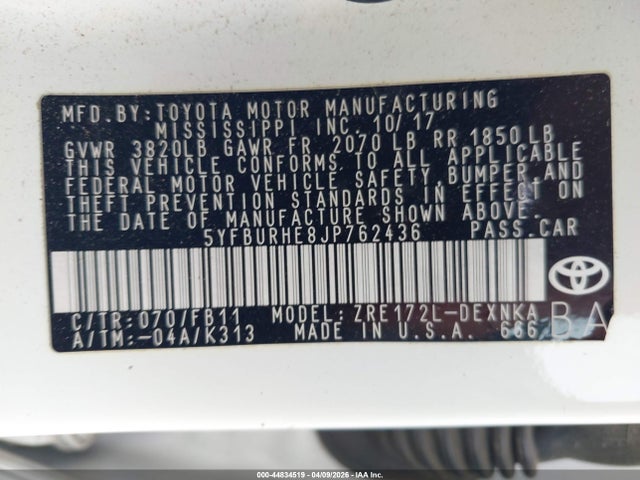 MFD.BY:TOYOTA MOTOR MANUFACTURING
MISSISSIPPI INC. 10/17
GVWR 3820LB GAWR FR 2070 LB RR 1850LB
THIS VEHICLE CONFORMS TO ALL APPLICABLE
FEDERAL MOTOR VEHICLE SAFETY, BUMPER,AND
THEFT PREVENTION STANDARDS IN EFFECT ON
THE DATE OF MANUFACTURE SHOWN ABOVE.
5YFBURHE8JP762436 PASS.CAR
C/TR:070/FB11 MODEL: ZRE172L-DEXNKA
A/TM:-04A/K313 MADE IN U.S.A.
BA
000-44834519 | 04/09/2026 | IAA Inc.